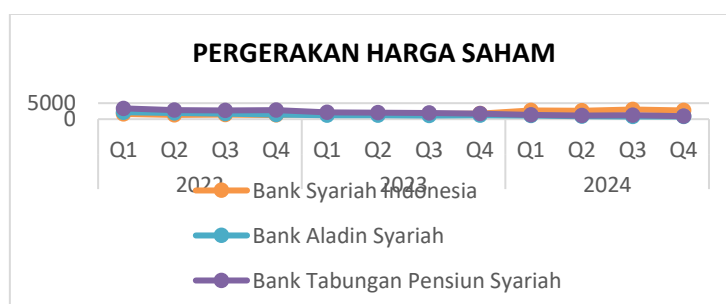 PERGERAKAN HARGA SAHAM
5000
0
Q1 Q2 Q3 Q4 Q1 Q2 Q3 Q4 Q1 Q2 Q3 Q4
2022 2023 2024
Bank Syariah Indonesia
Bank Aladin Syariah
Bank Tabungan Pensiun Syariah